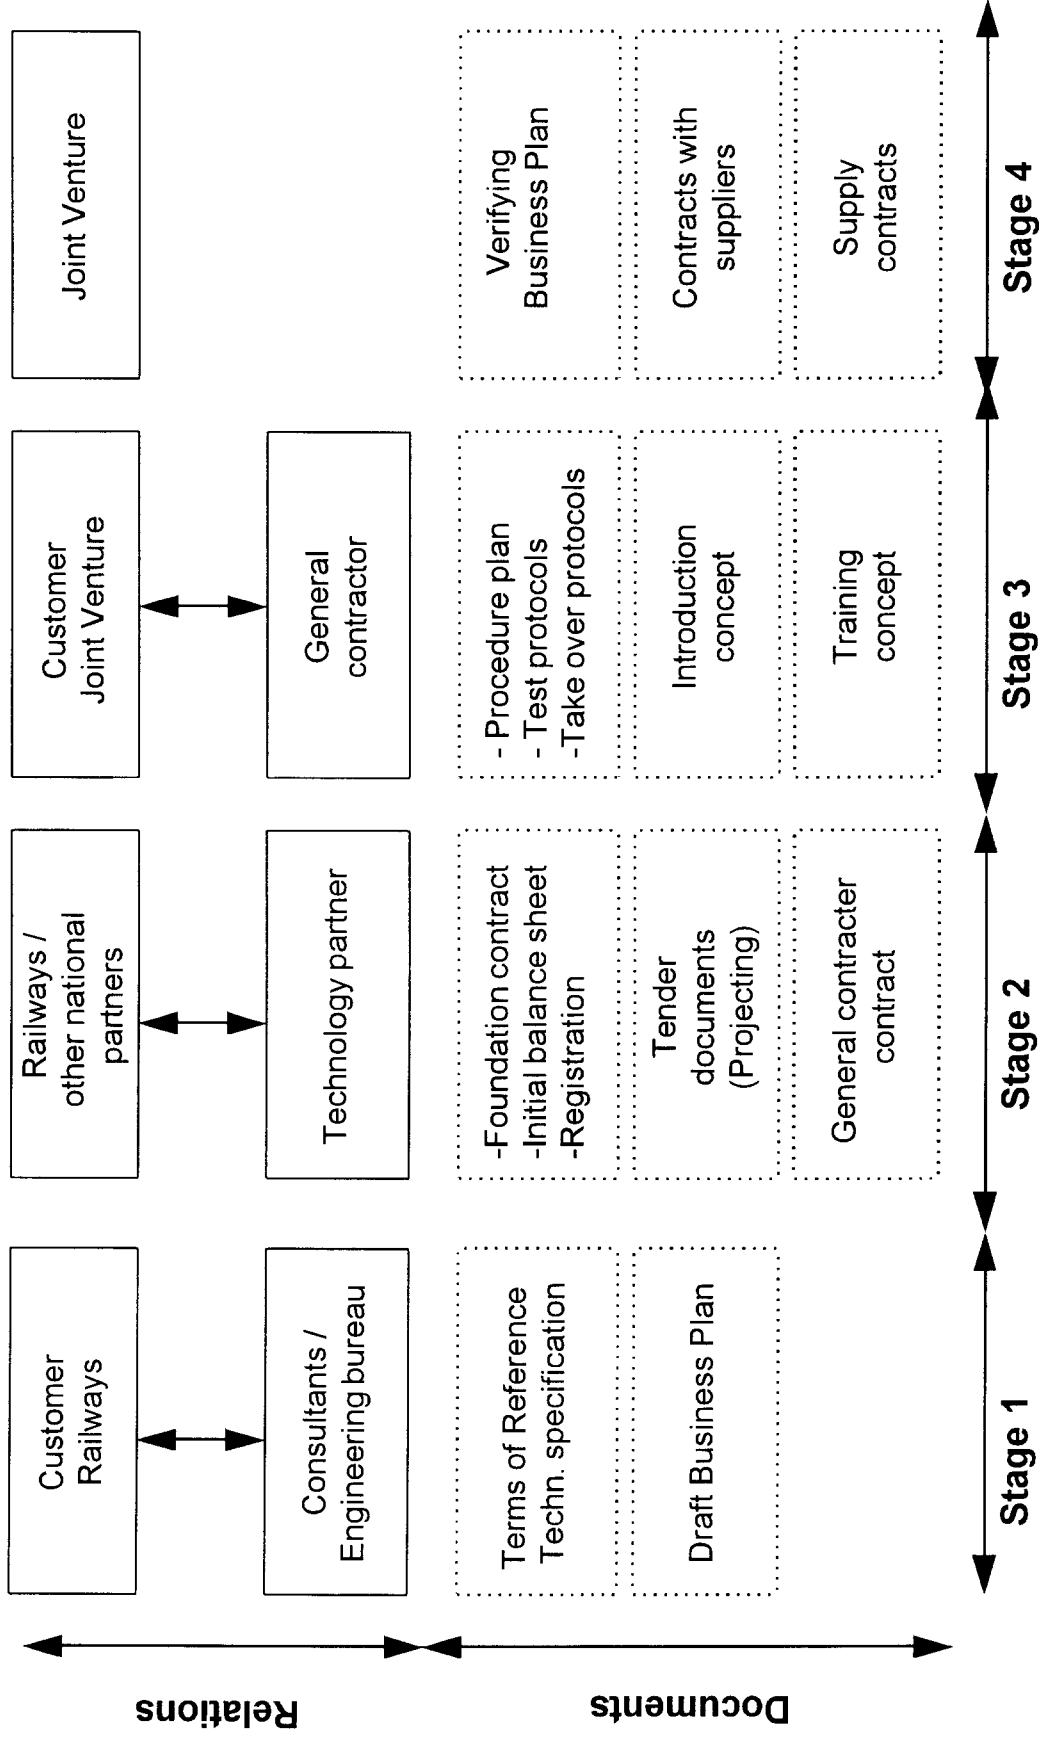 Relations
Customer
Railways
Railways /
other national
partners
Customer
Joint Venture
Joint Venture
Consultants /
Engineering bureau
Technology partner
General
contractor
Documents
Terms of Reference
Techn. specification
-Foundation contract
-Initial balance sheet
-Registration
- Procedure plan
- Test protocols
-Take over protocols
Verifying
Business Plan
Draft Business Plan
Tender
documents
(Projecting)
Introduction
concept
Contracts with
suppliers
General contracter
contract
Training
concept
Supply
contracts
Stage 1
Stage 2
Stage 3
Stage 4